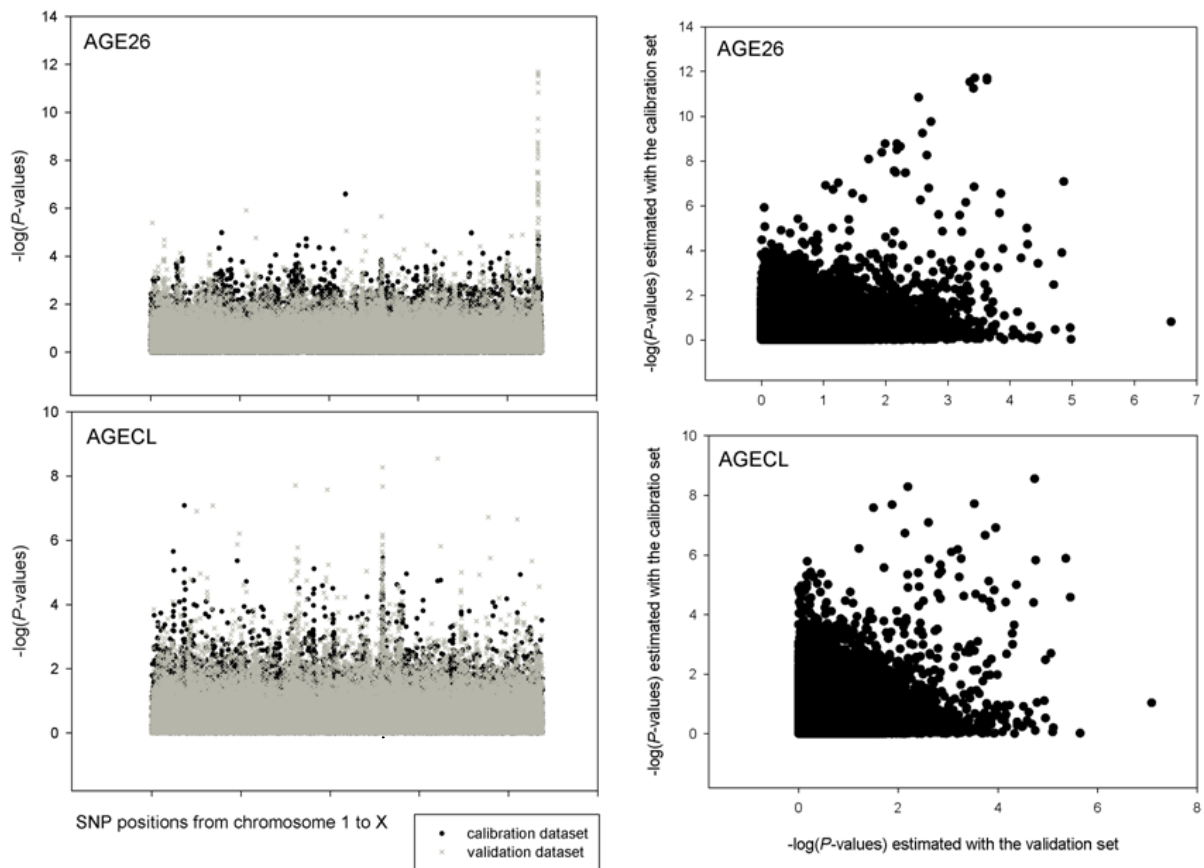 AGE26
14
12
10
8
6
4
2
0
-log(P-values)
AGE26
14
12
10
8
6
4
2
0
-log(P-values) estimated with the calibration set
0 1 2 3 4 5 6 7
AGECL
10
8
6
4
2
0
-log(P-values)
SNP positions from chromosome 1 to X
calibration dataset
validation dataset
AGECL
10
8
6
4
2
0
-log(P-values) estimated with the calibratio set
0 2 4 6 8
-log(P-values) estimated with the validation set